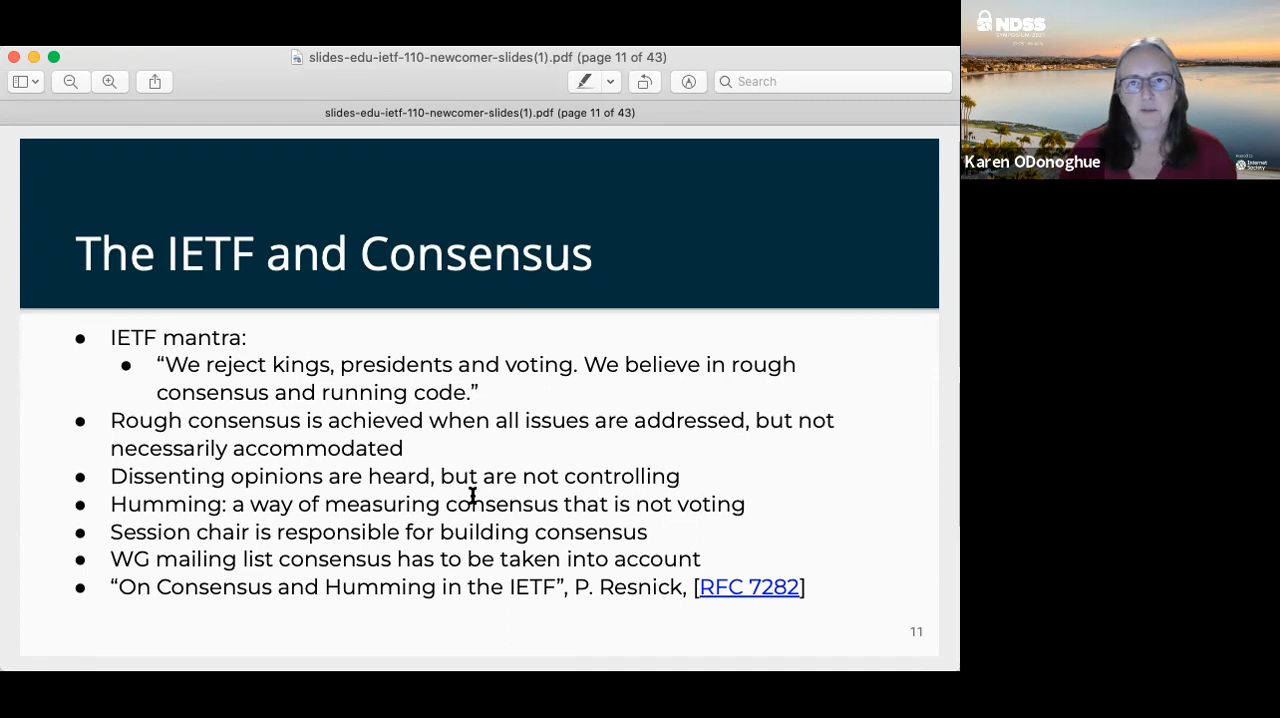 slides-edu-ietf-110-newcomer-slides(1).pdf (page 11 of 43)
Search
slides-edu-ietf-110-newcomer-slides(1).pdf (page 11 of 43)
The IETF and Consensus
● IETF mantra:
● “We reject kings, presidents and voting. We believe in rough
consensus and running code.”
● Rough consensus is achieved when all issues are addressed, but not
necessarily accommodated
● Dissenting opinions are heard, but are not controlling
● Humming: a way of measuring consensus that is not voting
● Session chair is responsible for building consensus
● WG mailing list consensus has to be taken into account
● “On Consensus and Humming in the IETF”, P. Resnick, [RFC 7282]
11
NDSS
SYMPOSIUM/2021
Karen ODonoghue
Internet
Society